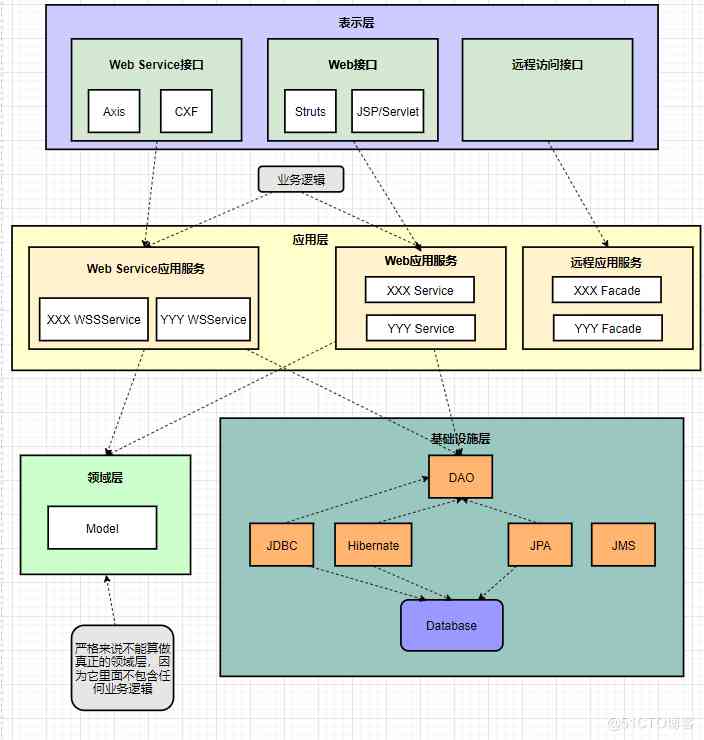 表示层
Web Service接口
Web接口
远程访问接口
Axis
CXF
Struts
JSP/Servlet
业务逻辑
应用层
Web Service应用服务
Web应用服务
远程应用服务
XXX WSSService
YYY WSService
XXX Service
YYY Service
XXX Facade
YYY Facade
基础设施层
领域层
Model
DAO
JDBC
Hibernate
JPA
JMS
Database
严格来说不能算做
真正的领域层，因
为它里面不包含任
何业务逻辑
@51CTO博客